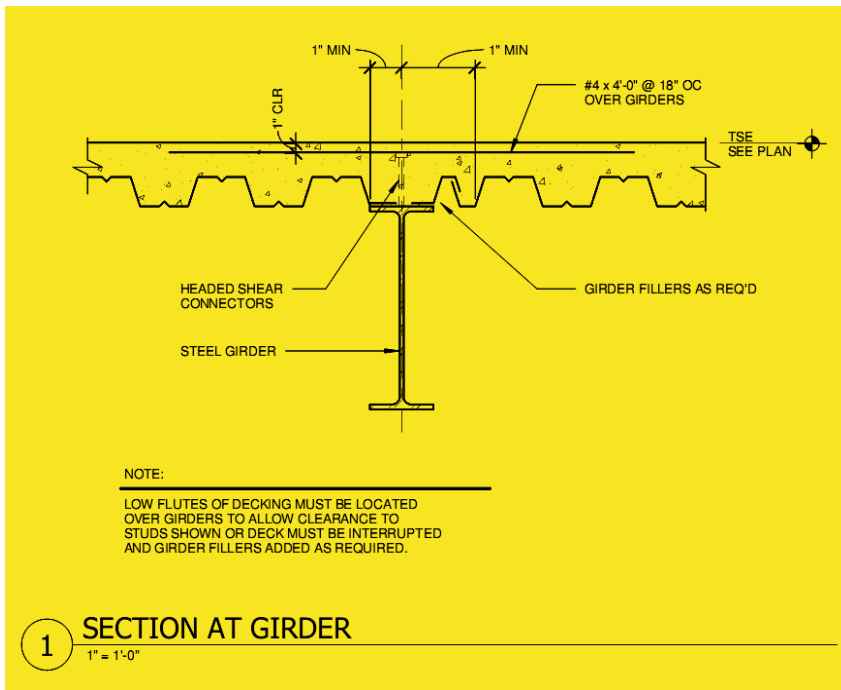 1" MIN
1" MIN
1" CLR
#4 x 4'-0" @ 18" OC
OVER GIRDERS
TSE
SEE PLAN
HEADED SHEAR
CONNECTORS
GIRDER FILLERS AS REQ'D
STEEL GIRDER
NOTE:
LOW FLUTES OF DECKING MUST BE LOCATED
OVER GIRDERS TO ALLOW CLEARANCE TO
STUDS SHOWN OR DECK MUST BE INTERRUPTED
AND GIRDER FILLERS ADDED AS REQUIRED.
1
SECTION AT GIRDER
1" = 1'-0"